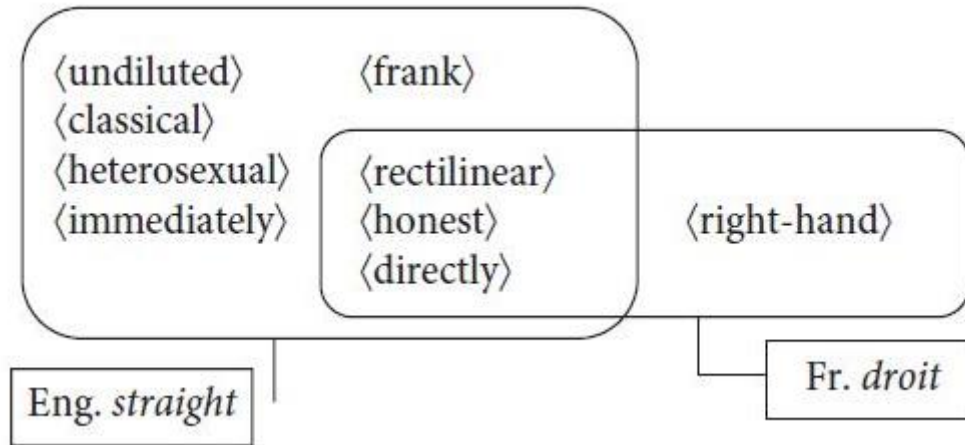 ⟨undiluted⟩ ⟨frank⟩
⟨classical⟩
⟨heterosexual⟩ ⟨rectilinear⟩
⟨immediately⟩ ⟨honest⟩ ⟨right-hand⟩
⟨directly⟩
Eng. straight
Fr. droit